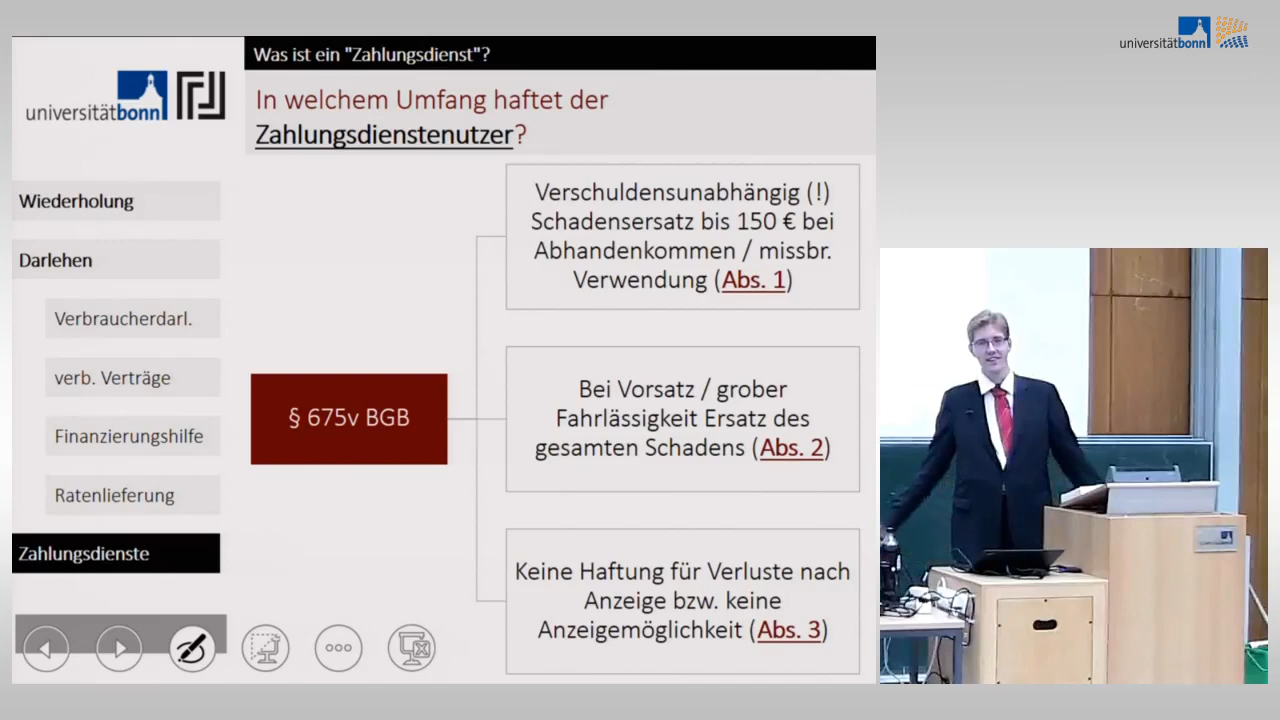 universitätbonn
Was ist ein "Zahlungsdienst"?
universitätbonn
In welchem Umfang haftet der
Zahlungsdienstenutzer?
Wiederholung
Darlehen
Verbraucherdarl.
verb. Verträge
Finanzierungshilfe
Ratenlieferung
Zahlungsdienste
§ 675v BGB
Verschuldensunabhängig (!)
Schadensersatz bis 150 € bei
Abhandenkommen / missbr.
Verwendung (Abs. 1)
Bei Vorsatz / grober
Fahrlässigkeit Ersatz des
gesamten Schadens (Abs. 2)
Keine Haftung für Verluste nach
Anzeige bzw. keine
Anzeigemöglichkeit (Abs. 3)